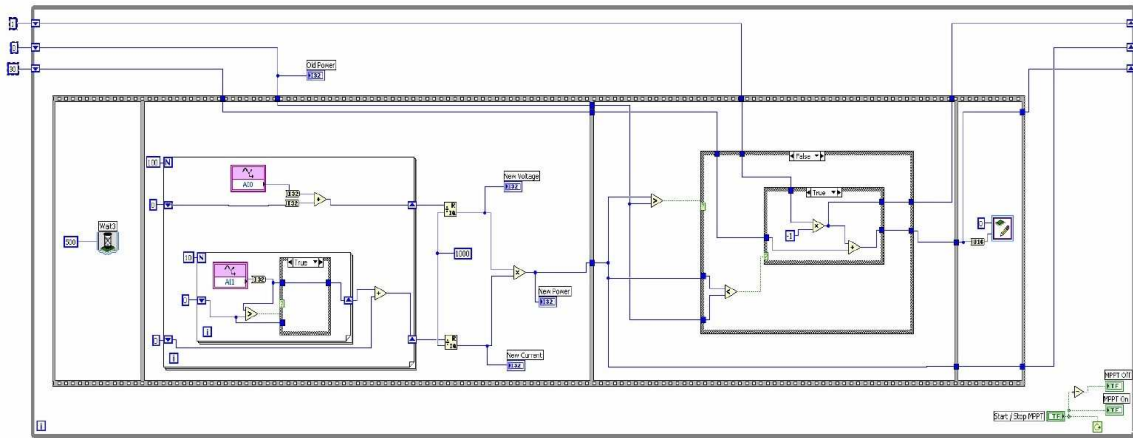 Old Power
I32
False
100
N
AI0
I32
I32
New Voltage
I32
True
Wait3
500
1000
-1
10
N
True
AI1
I32
New Power
I32
i
i
New Current
I32
MPPT Off
TF
MPPT On
TF
Start / Stop MPPT
TF
i